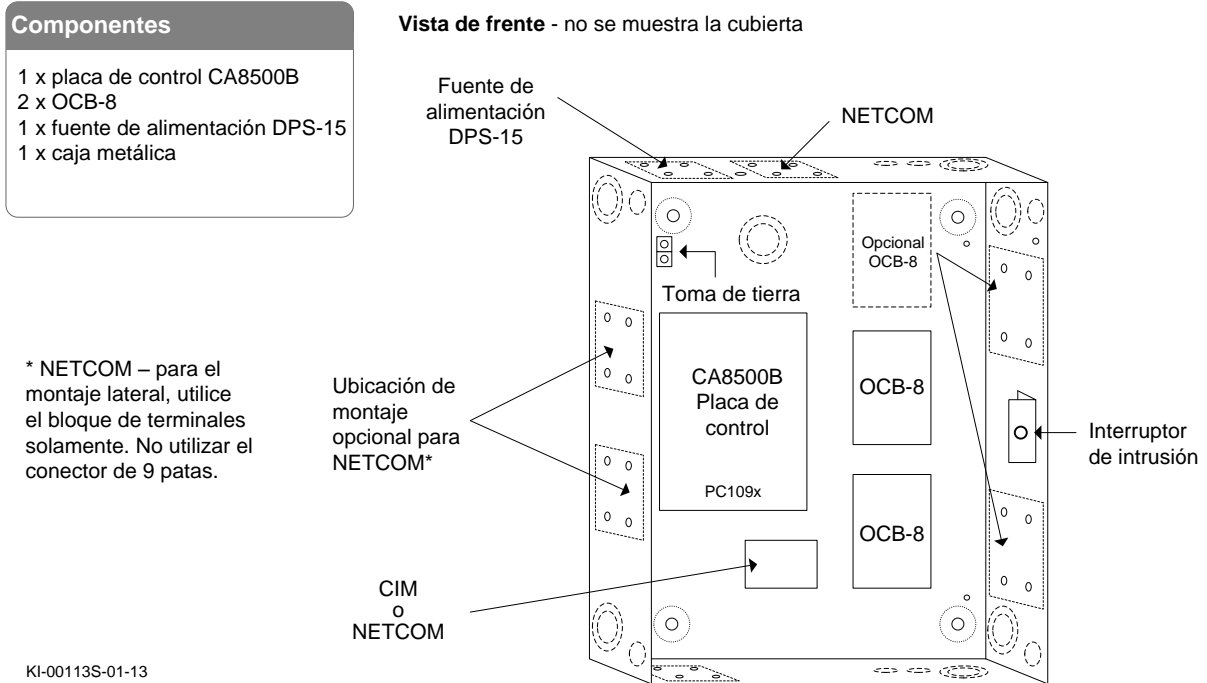 Componentes
1 x placa de control CA8500B
2 x OCB-8
1 x fuente de alimentación DPS-15
1 x caja metálica
Vista de frente - no se muestra la cubierta
Fuente de
alimentación
DPS-15
NETCOM
Opcional
OCB-8
Toma de tierra
* NETCOM – para el
montaje lateral, utilice
el bloque de terminales
solamente. No utilizar el
conector de 9 patas.
Ubicación de
montaje
opcional para
NETCOM*
CA8500B
Placa de
control
PC109x
OCB-8
OCB-8
Interruptor
de intrusión
CIM
o
NETCOM
KI-00113S-01-13